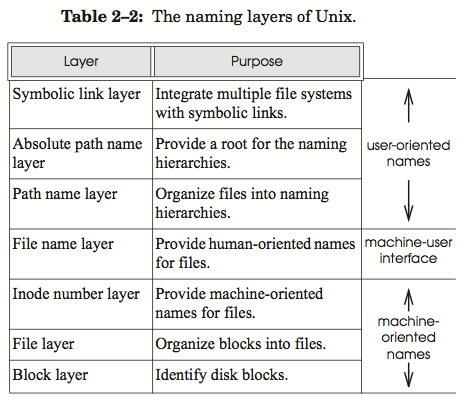 Table 2–2: The naming layers of Unix.
Layer Purpose
Symbolic link layer Integrate multiple file systems
with symbolic links.
Absolute path name Provide a root for the naming
layer hierarchies.
user-oriented
names
Path name layer Organize files into naming
hierarchies.
File name layer Provide human-oriented names
for files.
machine-user
interface
Inode number layer Provide machine-oriented
names for files.
File layer Organize blocks into files.
machine-
oriented
names
Block layer Identify disk blocks.